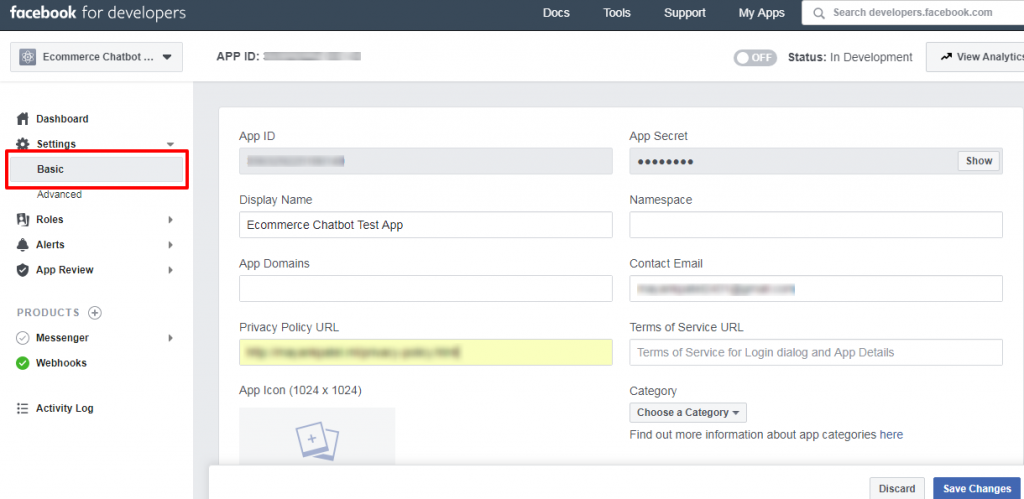 facebook for developers
Docs Tools Support My Apps Search developers.facebook.com
Ecommerce Chatbot ... APP ID: OFF Status: In Development View Analytics
Dashboard
Settings
Basic
Advanced
Roles
Alerts
App Review
PRODUCTS
Messenger
Webhooks
Activity Log
App ID App Secret
●●●●●●●● Show
Display Name Namespace
Ecommerce Chatbot Test App
App Domains Contact Email
Privacy Policy URL Terms of Service URL
Terms of Service for Login dialog and App Details
App Icon (1024 x 1024) Category
Choose a Category
Find out more information about app categories here
Discard Save Changes